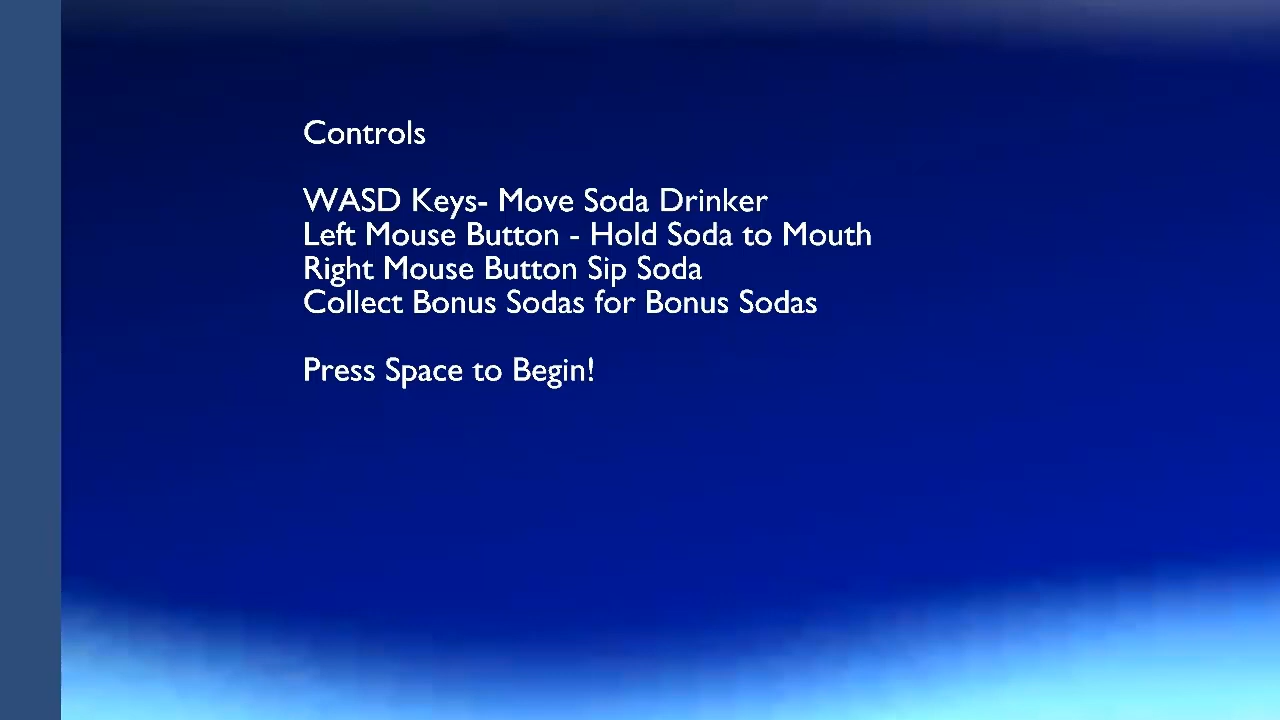 Controls
WASD Keys- Move Soda Drinker
Left Mouse Button - Hold Soda to Mouth
Right Mouse Button Sip Soda
Collect Bonus Sodas for Bonus Sodas
Press Space to Begin!